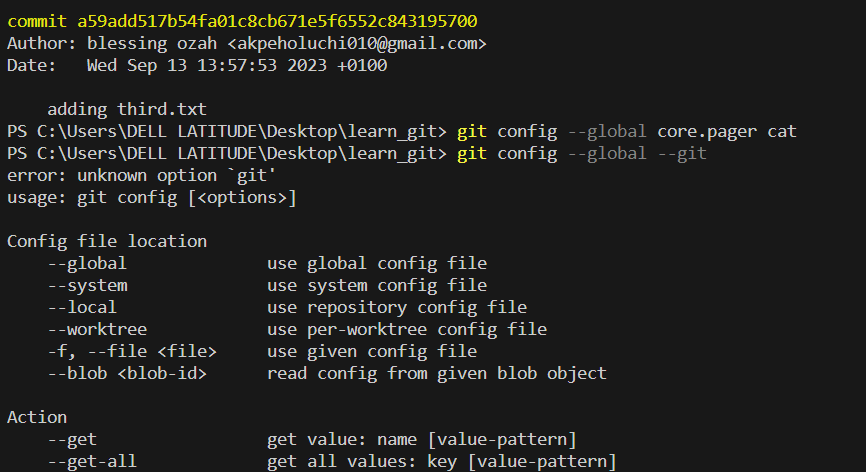 commit a59add517b54fa01c8cb671e5f6552c843195700
Author: blessing ozah <akpeholuchi010@gmail.com>
Date:   Wed Sep 13 13:57:53 2023 +0100
    adding third.txt
PS C:\Users\DELL LATITUDE\Desktop\learn_git> git config --global core.pager cat
PS C:\Users\DELL LATITUDE\Desktop\learn_git> git config --global --git
error: unknown option `git'
usage: git config [<options>]
Config file location
    --global              use global config file
    --system              use system config file
    --local               use repository config file
    --worktree            use per-worktree config file
    -f, --file <file>     use given config file
    --blob <blob-id>      read config from given blob object
Action
    --get                 get value: name [value-pattern]
    --get-all             get all values: key [value-pattern]